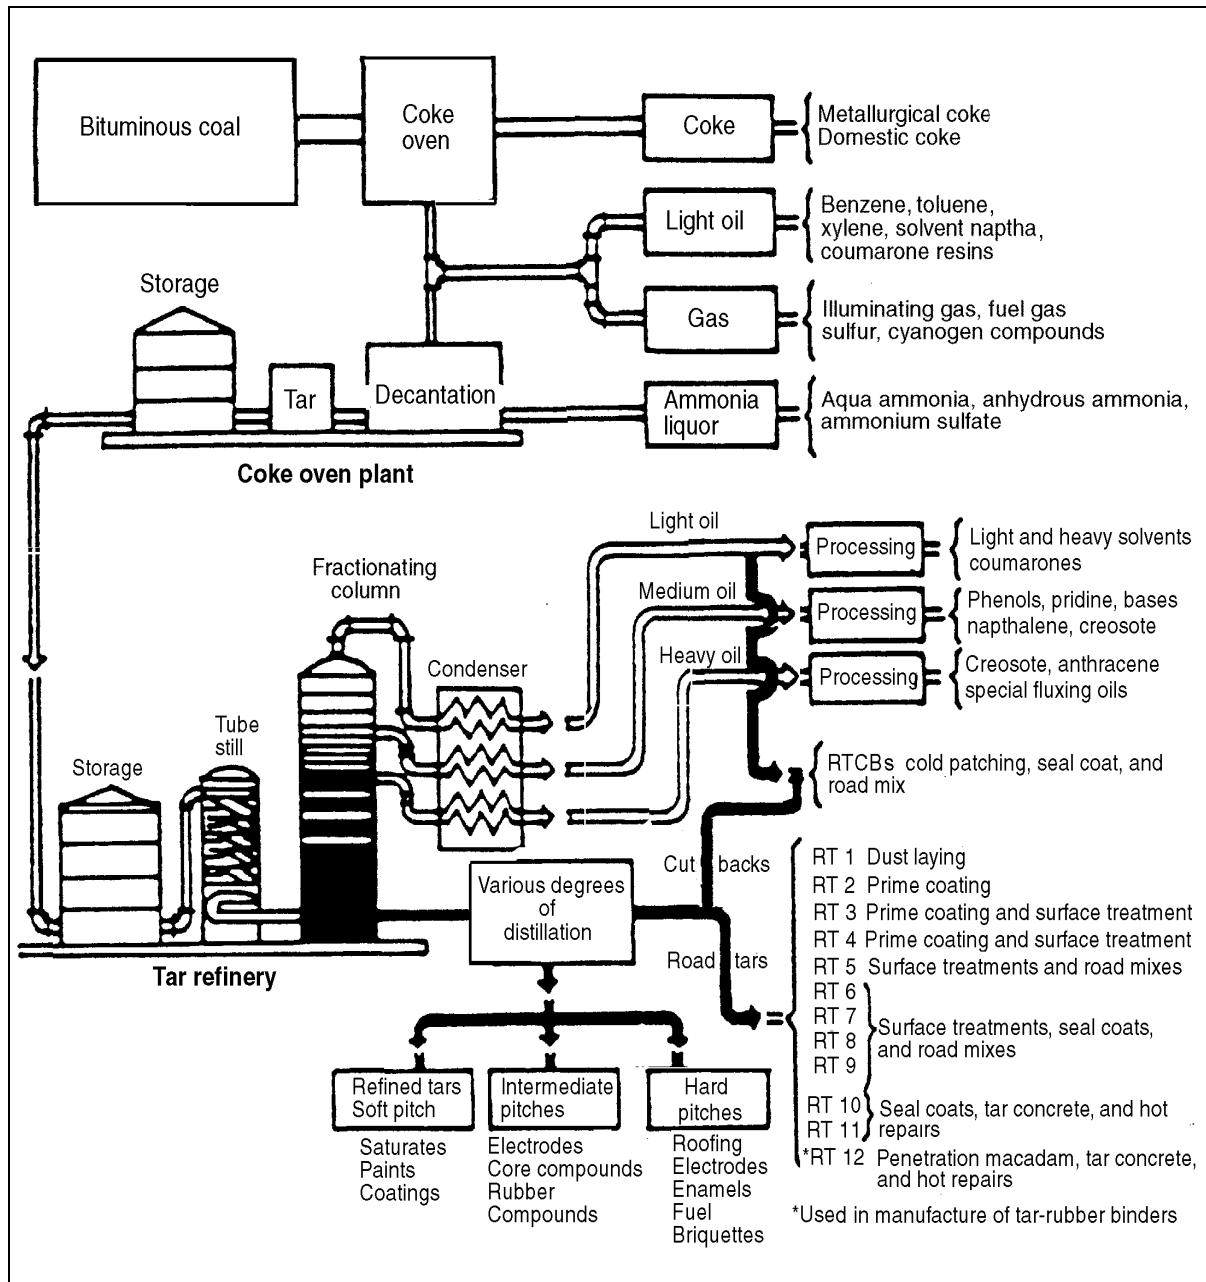 Bituminous coal
Coke
oven
Coke
Metallurgical coke
Domestic coke
Light oil
Benzene, toluene,
xylene, solvent naptha,
coumarone resins
Storage
Gas
Illuminating gas, fuel gas
sulfur, cyanogen compounds
Tar
Decantation
Ammonia
liquor
Aqua ammonia, anhydrous ammonia,
ammonium sulfate
Coke oven plant
Light oil
Processing
Light and heavy solvents
coumarones
Fractionating
column
Medium oil
Processing
Phenols, pridine, bases
napthalene, creosote
Heavy oil
Processing
Creosote, anthracene
special fluxing oils
Condenser
Tube
still
Storage
RTCBs cold patching, seal coat, and
road mix
Cut backs
Various degrees
of
distillation
Road tars
Tar refinery
RT 1 Dust laying
RT 2 Prime coating
RT 3 Prime coating and surface treatment
RT 4 Prime coating and surface treatment
RT 5 Surface treatments and road mixes
RT 6
RT 7
RT 8
RT 9
Surface treatments, seal coats,
and road mixes
RT 10
RT 11
Seal coats, tar concrete, and hot
repairs
*RT 12 Penetration macadam, tar concrete,
and hot repairs
*Used in manufacture of tar-rubber binders
Refined tars
Soft pitch
Saturates
Paints
Coatings
Intermediate
pitches
Electrodes
Core compounds
Rubber
Compounds
Hard
pitches
Roofing
Electrodes
Enamels
Fuel
Briquettes